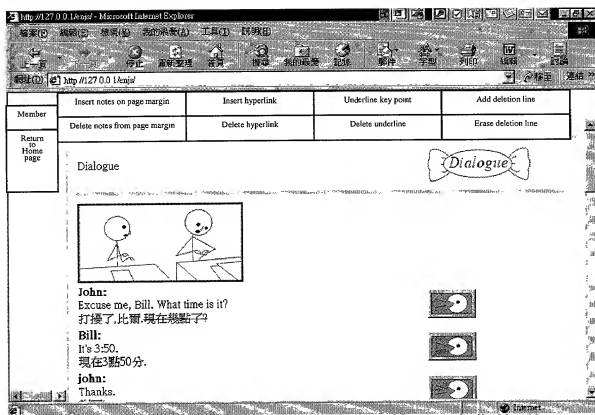 http://127.0.0.1/enjs/ - Microsoft Internet Explorer
檔案(F) 編輯(E) 檢視(V) 我的最愛(A) 工具(T) 說明(H)
上一頁 停止 重新整理 首頁 搜尋 我的最愛 記錄 郵件 字型 列印 編輯 討論
網址(D) http://127.0.0.1/enjs/ 移至 連結 »
Member
Return to Home page
Insert notes on page margin Insert hyperlink Underline key point Add deletion line
Delete notes from page margin Delete hyperlink Delete underline Erase deletion line
Dialogue Dialogue
John:
Excuse me, Bill. What time is it?
打擾了,比爾.現在幾點了?
Bill:
It's 3:50.
現在3點50分.
john:
Thanks.
Internet